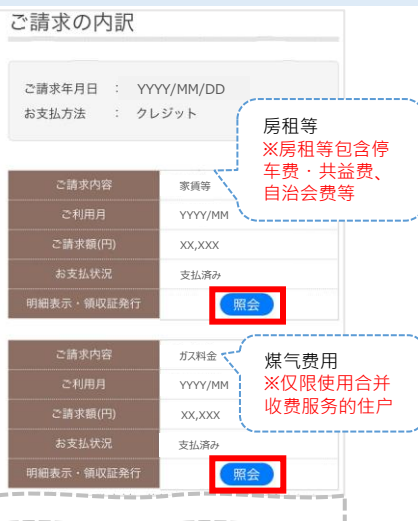 ご請求の内訳
ご請求年月日 : YYYY/MM/DD
お支払方法 : クレジット
房租等
※房租等包含停
车费・共益费、
自治会费等
ご請求内容 家賃等
ご利用月 YYYY/MM
ご請求額(円) XX,XXX
お支払状況 支払済み
明細表示・領収証発行 照会
ご請求内容 ガス料金
煤气费用
※仅限使用合并
收费服务的住户
ご利用月 YYYY/MM
ご請求額(円) XX,XXX
お支払状況 支払済み
明細表示・領収証発行 照会